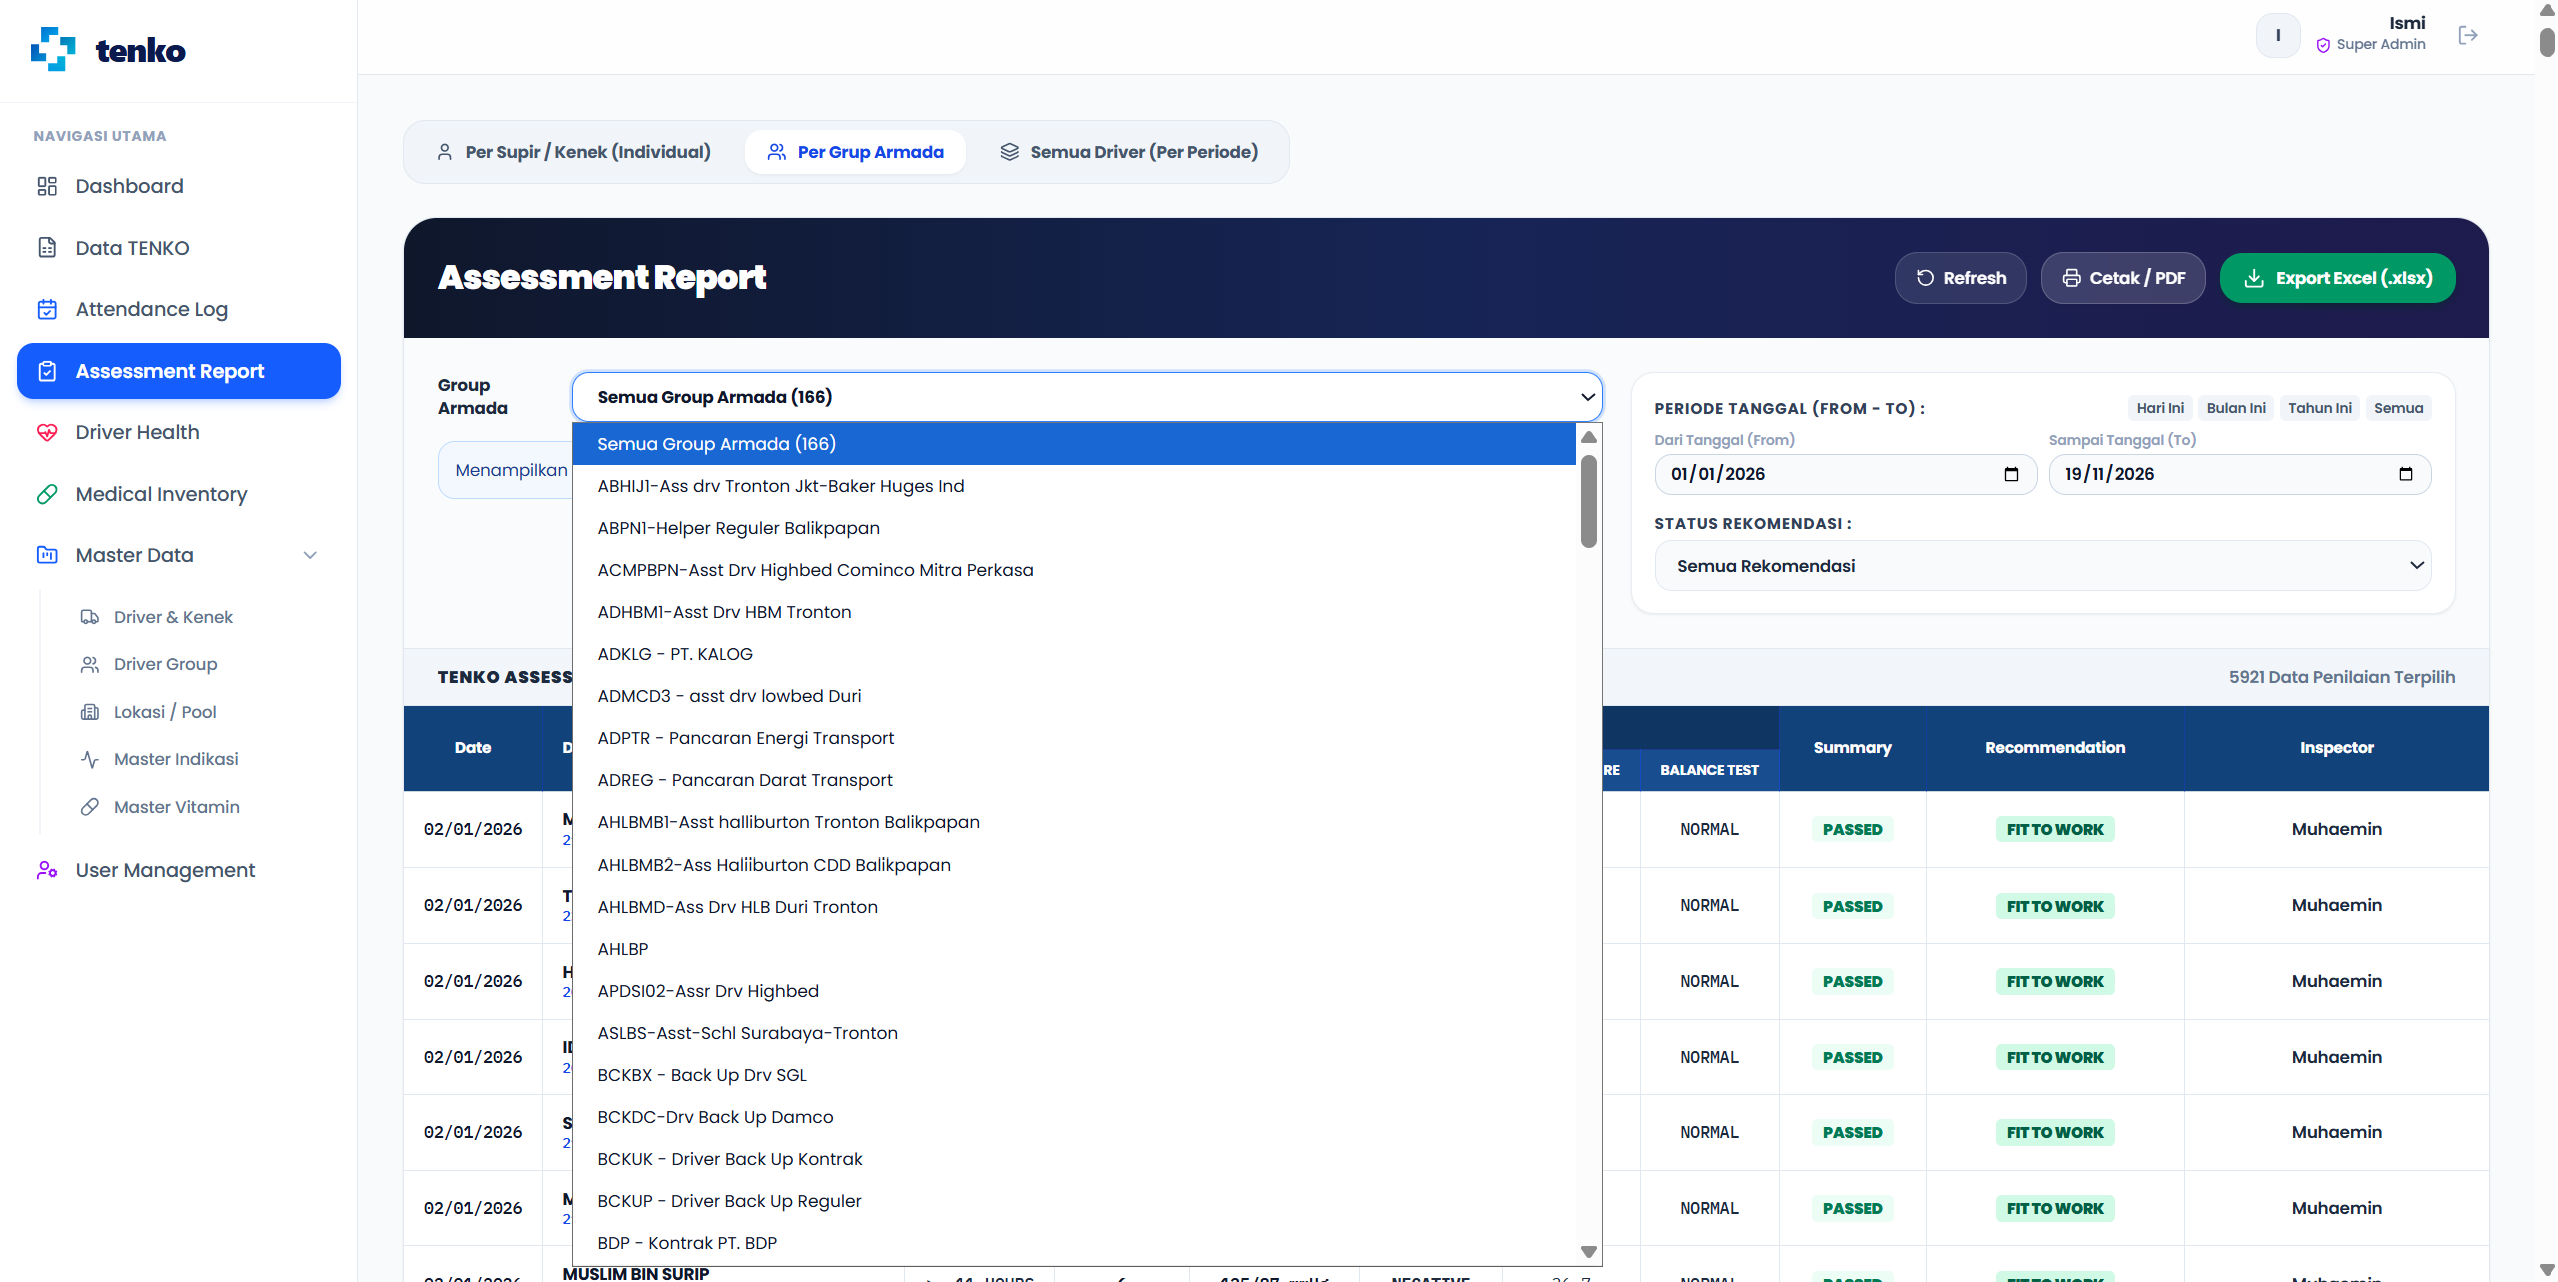 tenko
Ismi
I
Super Admin
NAVIGASI UTAMA
Dashboard
Data TENKO
Attendance Log
Assessment Report
Driver Health
Medical Inventory
Master Data
Driver & Kenek
Driver Group
Lokasi / Pool
Master Indikasi
Master Vitamin
User Management
Per Supir / Kenek (Individual)
Per Grup Armada
Semua Driver (Per Periode)
Assessment Report
Refresh
Cetak / PDF
Export Excel (.xlsx)
Group
Armada
Semua Group Armada (166)
Menampilkan
Semua Group Armada (166)
ABHIJ1-Ass drv Tronton Jkt-Baker Huges Ind
ABPN1-Helper Reguler Balikpapan
ACMPBPN-Asst Drv Highbed Cominco Mitra Perkasa
ADHBM1-Asst Drv HBM Tronton
ADKLG - PT. KALOG
ADMCD3 - asst drv lowbed Duri
ADPTR - Pancaran Energi Transport
ADREG - Pancaran Darat Transport
AHLBMB1-Asst halliburton Tronton Balikpapan
AHLBMB2-Ass Haliiburton CDD Balikpapan
AHLBMD-Ass Drv HLB Duri Tronton
AHLBP
APDSI02-Assr Drv Highbed
ASLBS-Asst-Schl Surabaya-Tronton
BCKBX - Back Up Drv SGL
BCKDC-Drv Back Up Damco
BCKUK - Driver Back Up Kontrak
BCKUP - Driver Back Up Reguler
BDP - Kontrak PT. BDP
PERIODE TANGGAL (FROM - TO) :
Hari Ini Bulan Ini Tahun Ini Semua
Dari Tanggal (From) Sampai Tanggal (To)
01/01/2026 19/11/2026
STATUS REKOMENDASI :
Semua Rekomendasi
TENKO ASSESS
5921 Data Penilaian Terpilih
Date D Summary Recommendation Inspector
RE BALANCE TEST
02/01/2026 NORMAL PASSED FIT TO WORK Muhaemin
02/01/2026 NORMAL PASSED FIT TO WORK Muhaemin
02/01/2026 NORMAL PASSED FIT TO WORK Muhaemin
02/01/2026 NORMAL PASSED FIT TO WORK Muhaemin
02/01/2026 NORMAL PASSED FIT TO WORK Muhaemin
02/01/2026 NORMAL PASSED FIT TO WORK Muhaemin
MUSLIM BIN SURIP